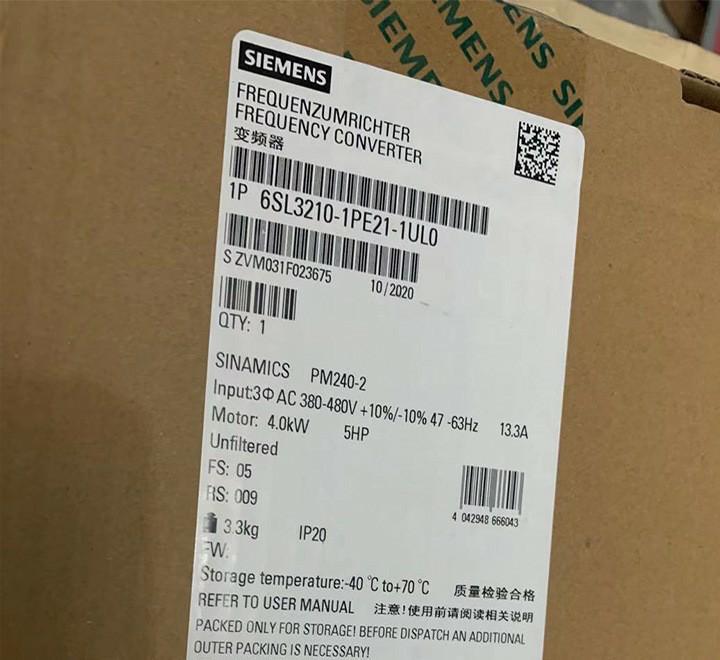 SIEMENS
SIEMENS
SIEMENS
FREQUENZUMRICHTER
FREQUENCY CONVERTER
变频器
1P 6SL3210-1PE21-1UL0
S ZVM031F023675 10/2020
QTY: 1
SINAMICS PM240-2
Input:3Φ AC 380-480V +10%/-10% 47 -63Hz 13.3A
Motor: 4.0kW 5HP
Unfiltered
FS: 05
RS: 009
4 042948 666043
3.3kg IP20
FW:
Storage temperature:-40 ℃ to+70 ℃ 质量检验合格
REFER TO USER MANUAL 注意!使用前请阅读相关说明
PACKED ONLY FOR STORAGE! BEFORE DISPATCH AN ADDITIONAL
OUTER PACKING IS NECESSARY!